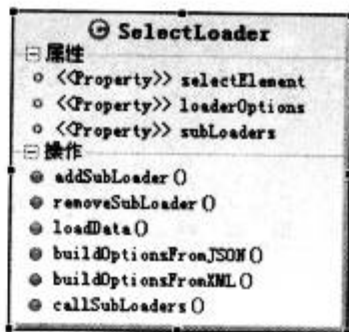 SelectLoader
属性
<<Property>> selectElement
<<Property>> loaderOptions
<<Property>> subLoaders
操作
addSubLoader()
removeSubLoader()
loadData()
buildOptionsFromJSON()
buildOptionsFromXML()
callSubLoaders()